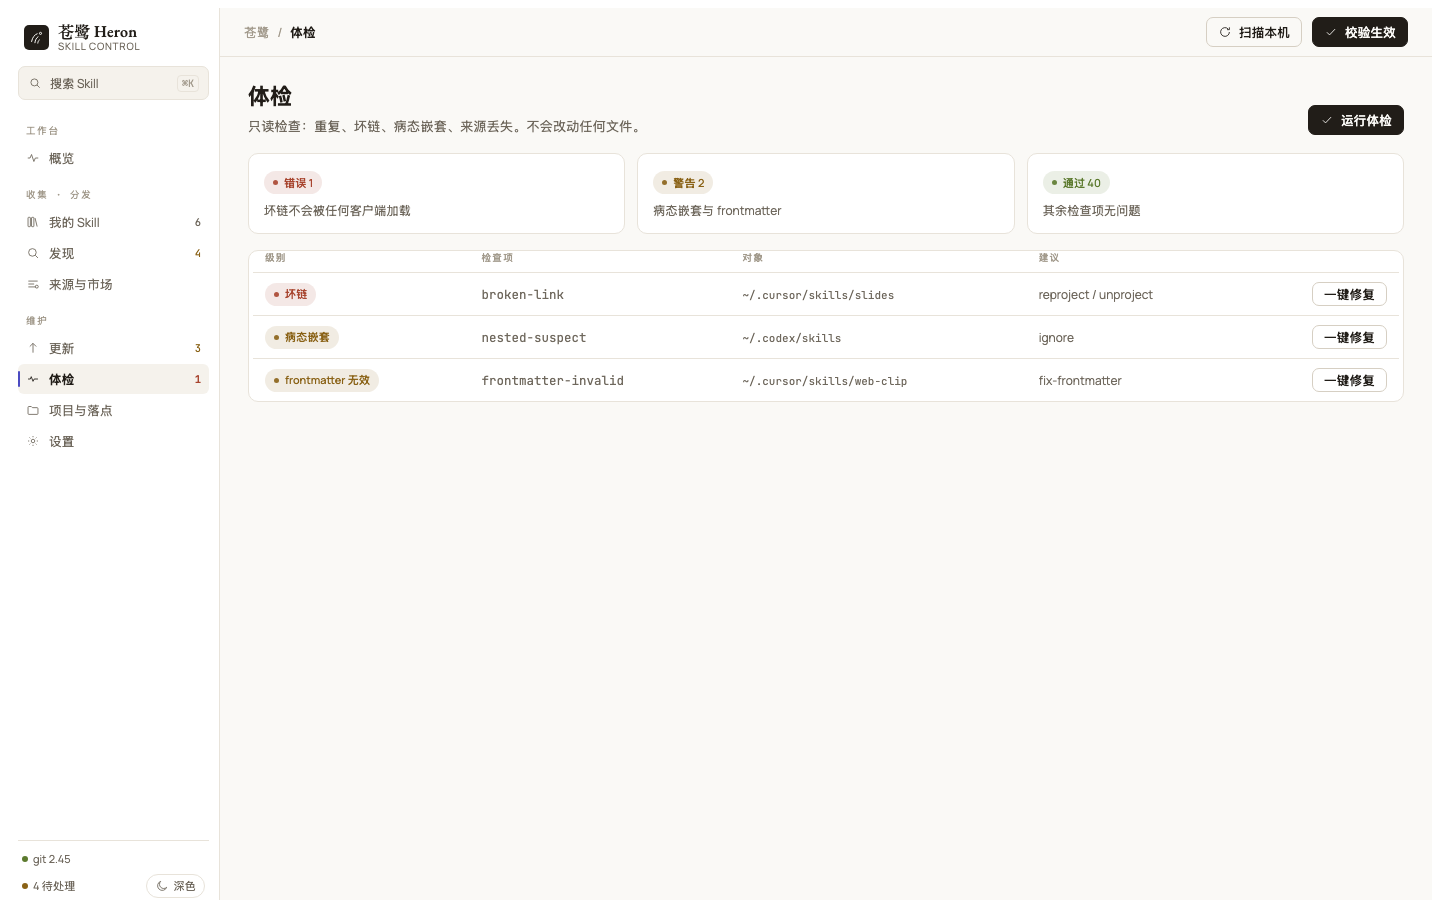 苍鹭 Heron
SKILL CONTROL
搜索 Skill ⌘K
工作台
概览
收集 · 分发
我的 Skill 6
发现 4
来源与市场
维护
更新 3
体检 1
项目与落点
设置
git 2.45
4 待处理 深色
苍鹭 / 体检
扫描本机 校验生效
体检
只读检查：重复、坏链、病态嵌套、来源丢失。不会改动任何文件。
运行体检
错误 1
坏链不会被任何客户端加载
警告 2
病态嵌套与 frontmatter
通过 40
其余检查项无问题
级别 检查项 对象 建议
坏链 broken-link ~/.cursor/skills/slides reproject / unproject 一键修复
病态嵌套 nested-suspect ~/.codex/skills ignore 一键修复
frontmatter 无效 frontmatter-invalid ~/.cursor/skills/web-clip fix-frontmatter 一键修复